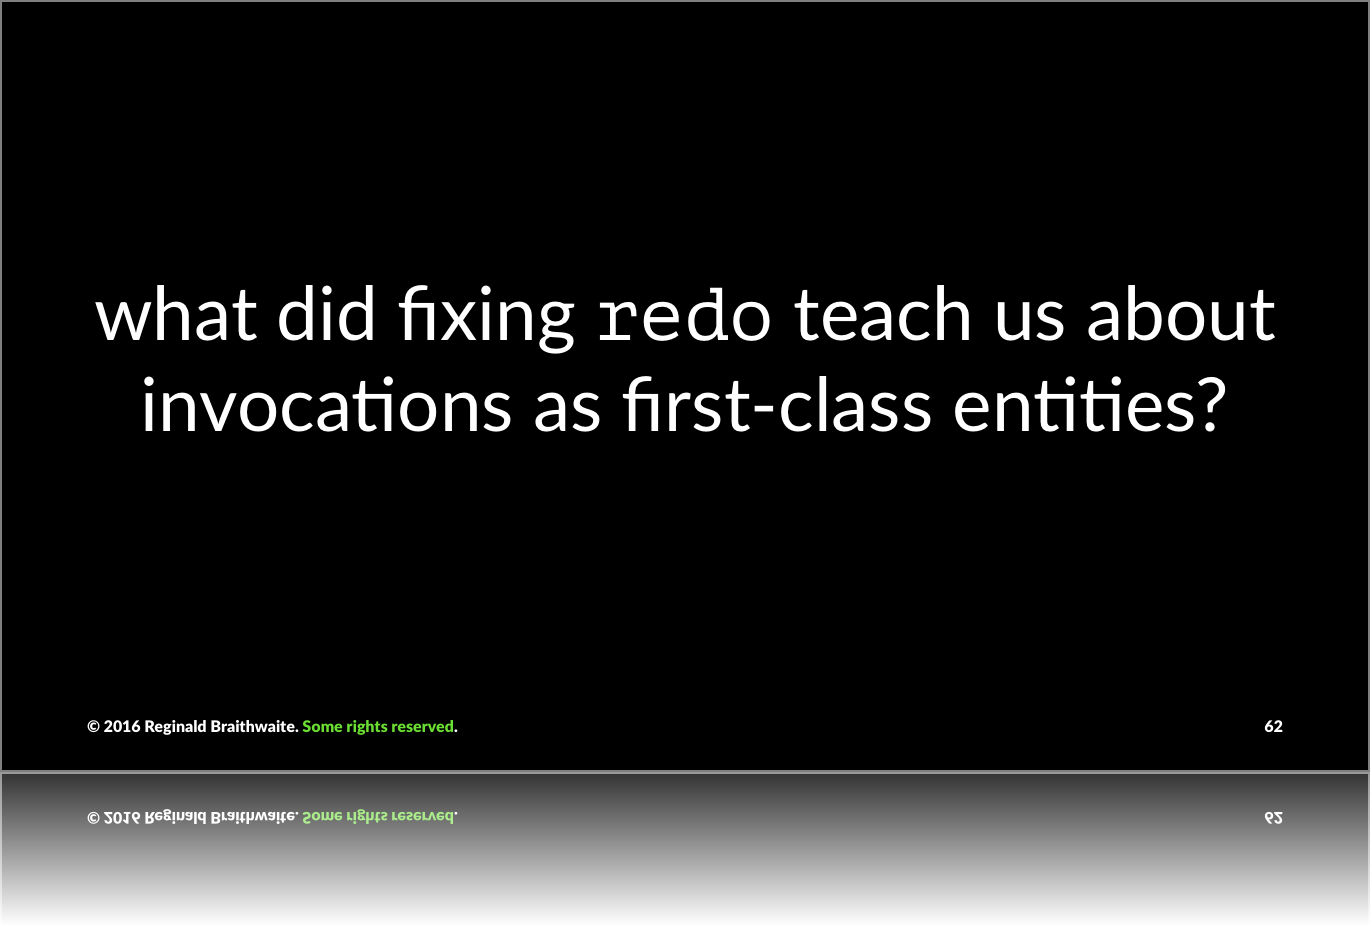 what did fixing redo teach us about
invocations as first-class entities?
© 2016 Reginald Braithwaite. Some rights reserved. 62
© 2016 Reginald Braithwaite. Some rights reserved. 62